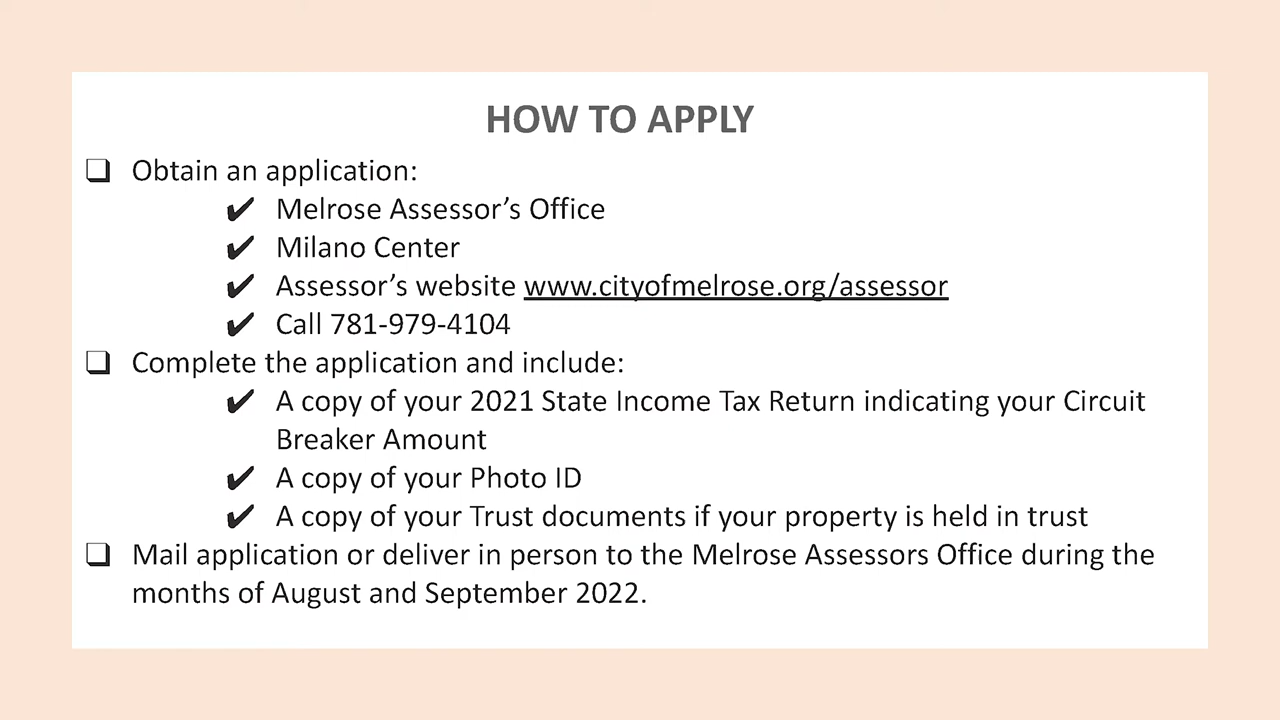 HOW TO APPLY
❑ Obtain an application:
✔ Melrose Assessor’s Office
✔ Milano Center
✔ Assessor’s website www.cityofmelrose.org/assessor
✔ Call 781-979-4104
❑ Complete the application and include:
✔ A copy of your 2021 State Income Tax Return indicating your Circuit
Breaker Amount
✔ A copy of your Photo ID
✔ A copy of your Trust documents if your property is held in trust
❑ Mail application or deliver in person to the Melrose Assessors Office during the
months of August and September 2022.